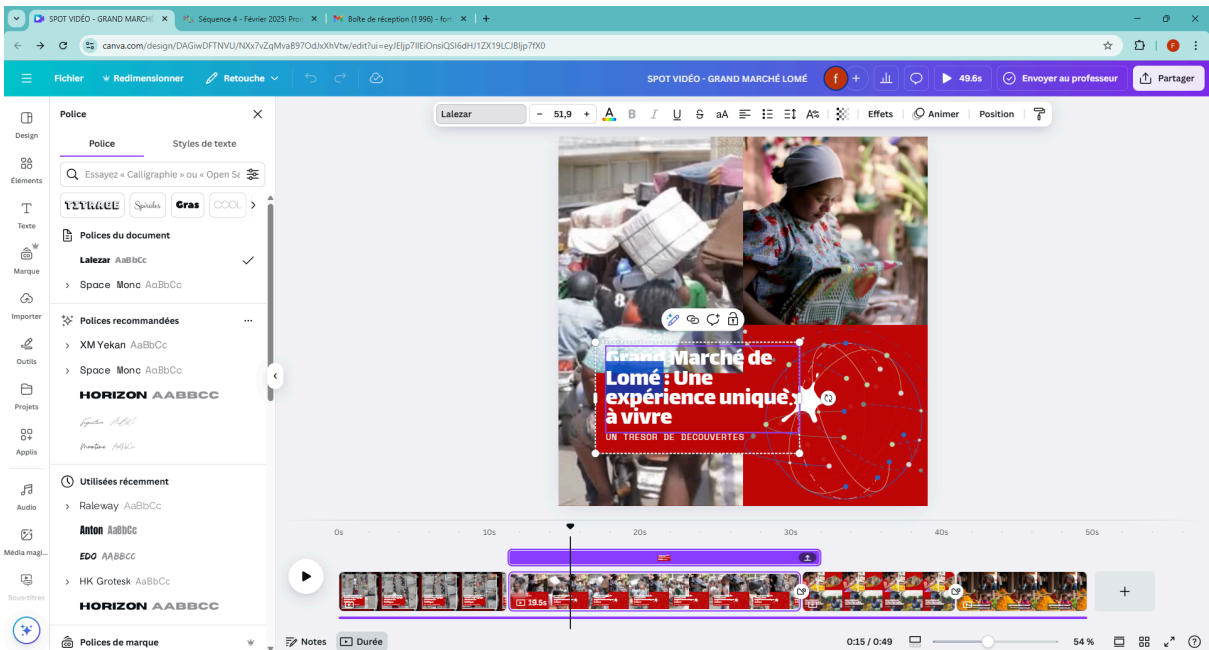 SPOT VIDÉO - GRAND MARCHÉ
Séquence 4 - Février 2025: Prod
Boîte de réception (1 996) - fort
canva.com/design/DAGiwDFTNVU/NXx7vZqMvaB97OdJxXhVtw/edit?ui=eyJEIjp7IlEiOnsiQSI6dHJ1ZX19LCJBIjp7fX0
F
Fichier
Redimensionner
Retouche
SPOT VIDÉO - GRAND MARCHÉ LOMÉ
f
49.6s
Envoyer au professeur
Partager
Design
Éléments
Texte
Marque
Importer
Outils
Projets
Applis
Audio
Média magi...
Sous-titres
Police
Police
Styles de texte
Essayez « Calligraphie » ou « Open Sa
TITRAGE
Spirales
Gras
COOL
Polices du document
Lalezar AaBbCc
Space Mono AaBbCc
Polices recommandées
XM Yekan AaBbCc
Space Mono AaBbCc
HORIZON AABBCC
Utilisées récemment
Raleway AaBbCc
Anton AaBbCc
EDO AABBCC
HK Grotesk AaBbCc
HORIZON AABBCC
Polices de marque
Lalezar
- 51,9 +
A B I U S aA
Effets
Animer
Position
Grand Marché de
Lomé : Une
expérience unique
à vivre
UN TRESOR DE DECOUVERTES
0s
10s
20s
30s
40s
50s
19.5s
Notes
Durée
0:15 / 0:49
54 %